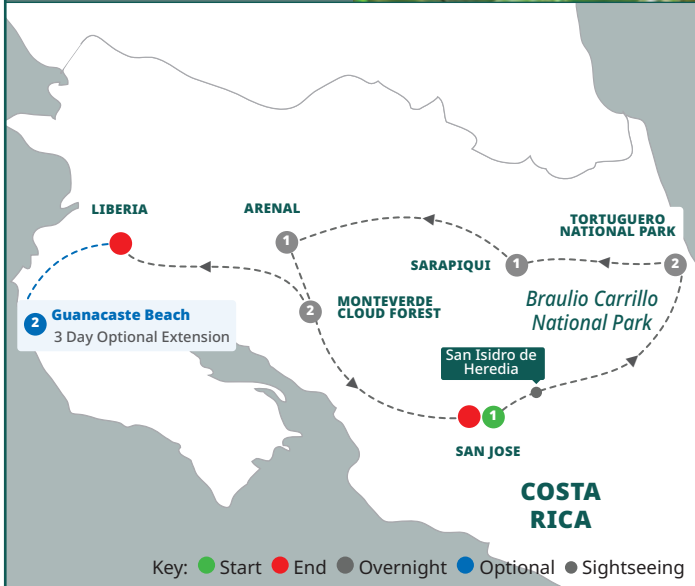 LIBERIA
ARENAL
1
TORTUGUERO
NATIONAL PARK
SARAPIQUI
1
2
2
MONTEVERDE
CLOUD FOREST
Braulio Carrillo
National Park
2
Guanacaste Beach
3 Day Optional Extension
San Isidro de
Heredia
1
SAN JOSE
COSTA
RICA
Key: Start End Overnight Optional Sightseeing